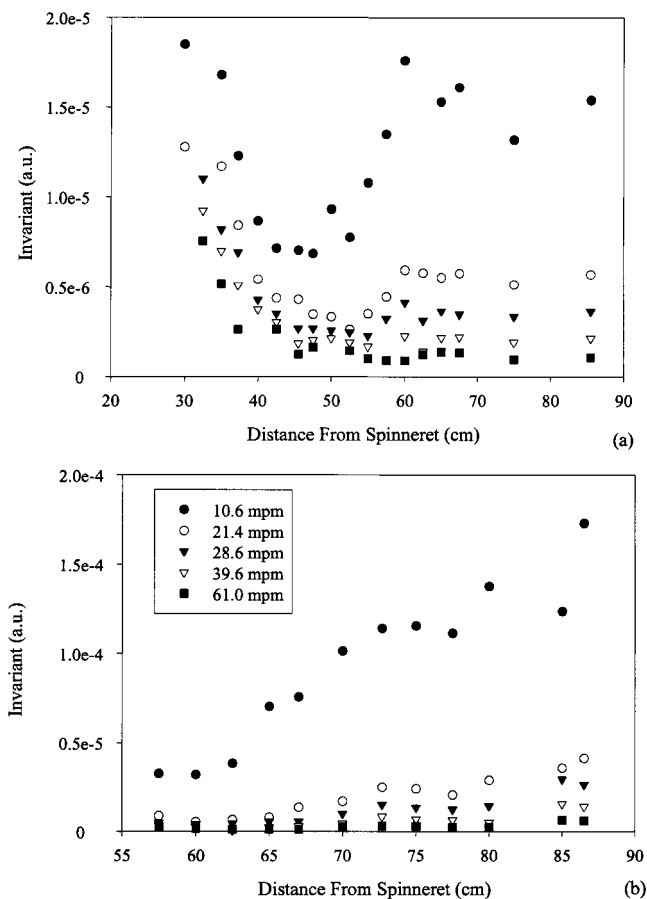 2.0e-5
1.5e-5
1.0e-5
0.5e-6
0
Invariant (a.u.)
20 30 40 50 60 70 80 90
Distance From Spinneret (cm)
(a)
2.0e-4
1.5e-4
1.0e-4
0.5e-5
0
Invariant (a.u.)
10.6 mpm
21.4 mpm
28.6 mpm
39.6 mpm
61.0 mpm
55 60 65 70 75 80 85 90
Distance From Spinneret (cm)
(b)